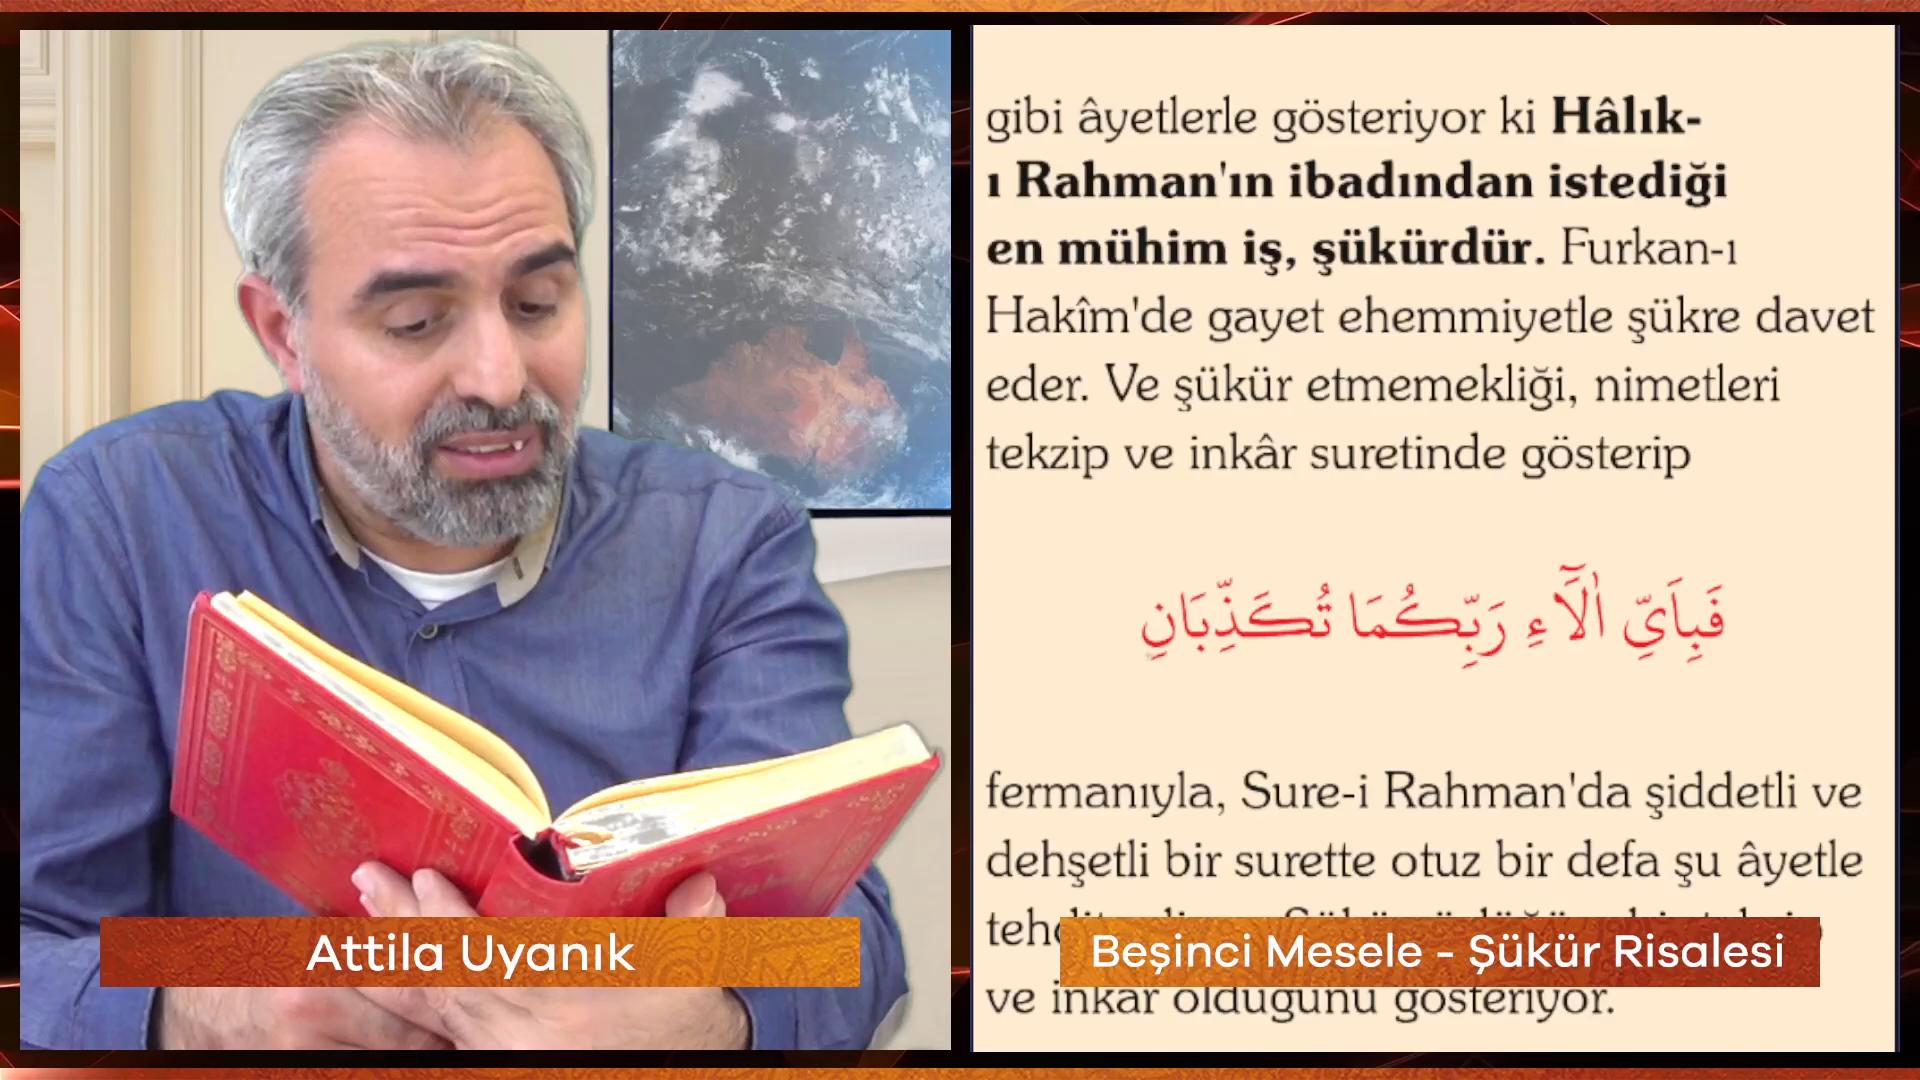 gibi âyetlerle gösteriyor ki Hâlık-
ı Rahman'ın ibadından istediği
en mühim iş, şükürdür. Furkan-ı
Hakîm'de gayet ehemmiyetle şükre davet
eder. Ve şükür etmemekliği, nimetleri
tekzip ve inkâr suretinde gösterip
فَبِاَيِّ اٰلَٓاءِ رَبِّكُمَا تُكَذِّبَانِ
fermanıyla, Sure-i Rahman'da şiddetli ve
dehşetli bir surette otuz bir defa şu âyetle
ve inkâr olduğunu gösteriyor.
Attila Uyanık
Beşinci Mesele - Şükür Risalesi